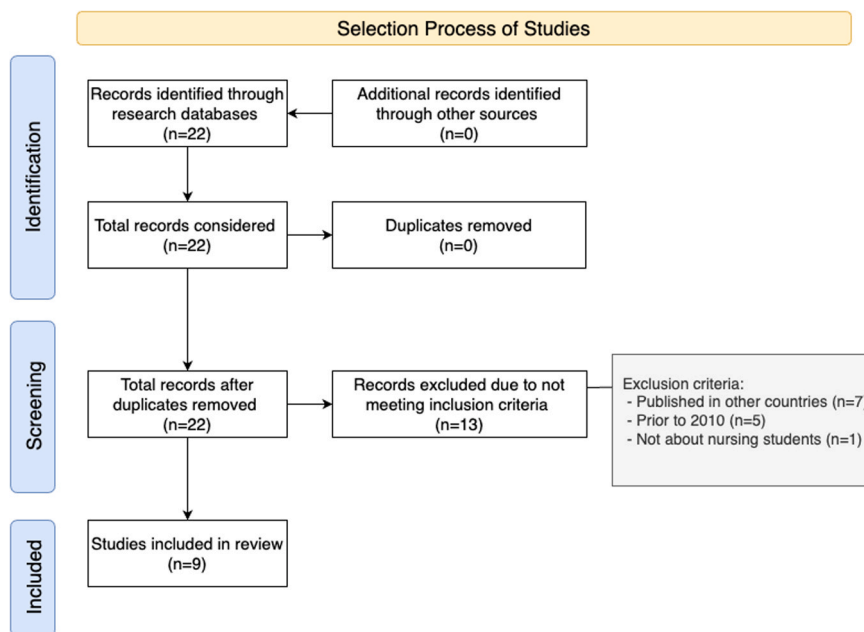 Selection Process of Studies
Identification
Records identified through
research databases
(n=22)
Additional records identified
through other sources
(n=0)
Total records considered
(n=22)
Duplicates removed
(n=0)
Screening
Total records after
duplicates removed
(n=22)
Records excluded due to not
meeting inclusion criteria
(n=13)
Exclusion criteria:
- Published in other countries (n=7)
- Prior to 2010 (n=5)
- Not about nursing students (n=1)
Included
Studies included in review
(n=9)